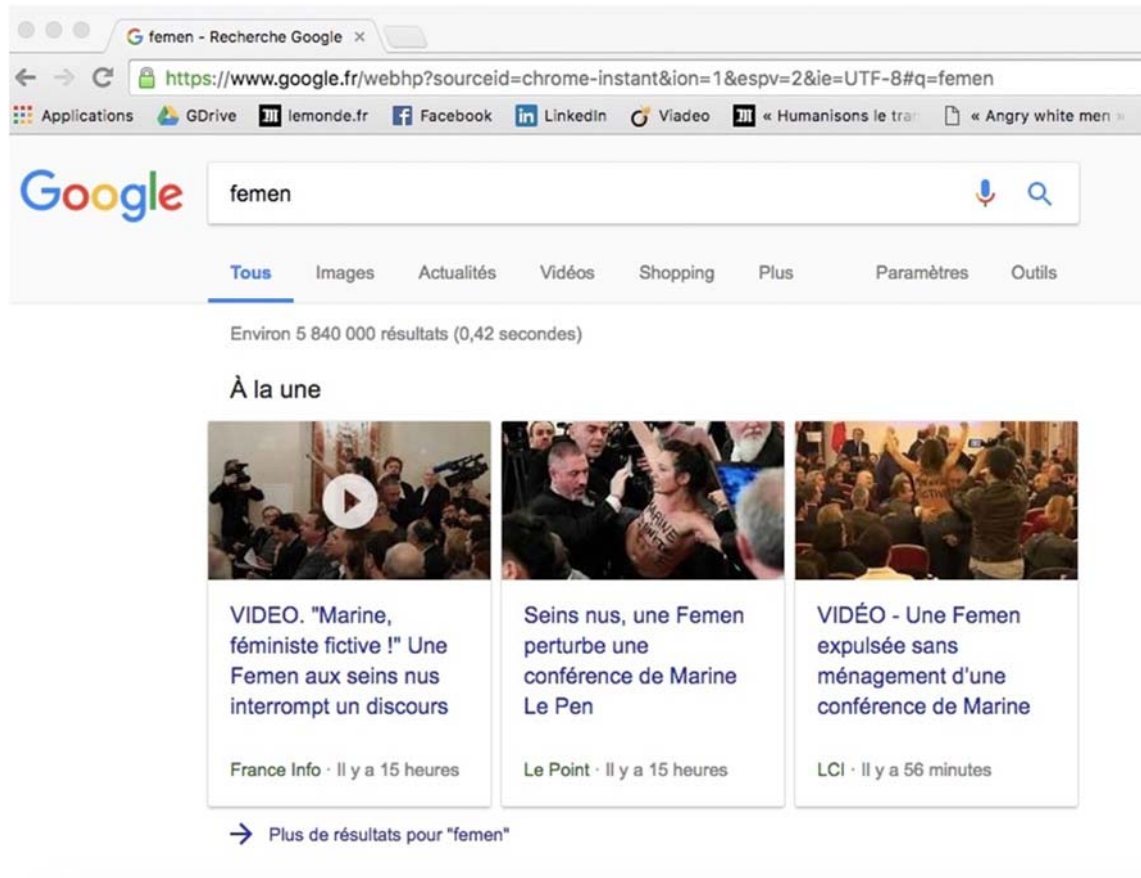 femen - Recherche Google
https://www.google.fr/webhp?sourceid=chrome-instant&ion=1&espv=2&ie=UTF-8#q=femen
Applications GDrive lemonde.fr Facebook LinkedIn Viadeo « Humanisons le tra « Angry white men »
Google femen
Tous Images Actualités Vidéos Shopping Plus Paramètres Outils
Environ 5 840 000 résultats (0,42 secondes)
À la une
MARINE
VIDEO. "Marine,
féministe fictive !" Une
Femen aux seins nus
interrompt un discours
France Info · Il y a 15 heures
Seins nus, une Femen
perturbe une
conférence de Marine
Le Pen
Le Point · Il y a 15 heures
VIDÉO - Une Femen
expulsée sans
ménagement d'une
conférence de Marine
LCI · Il y a 56 minutes
Plus de résultats pour "femen"